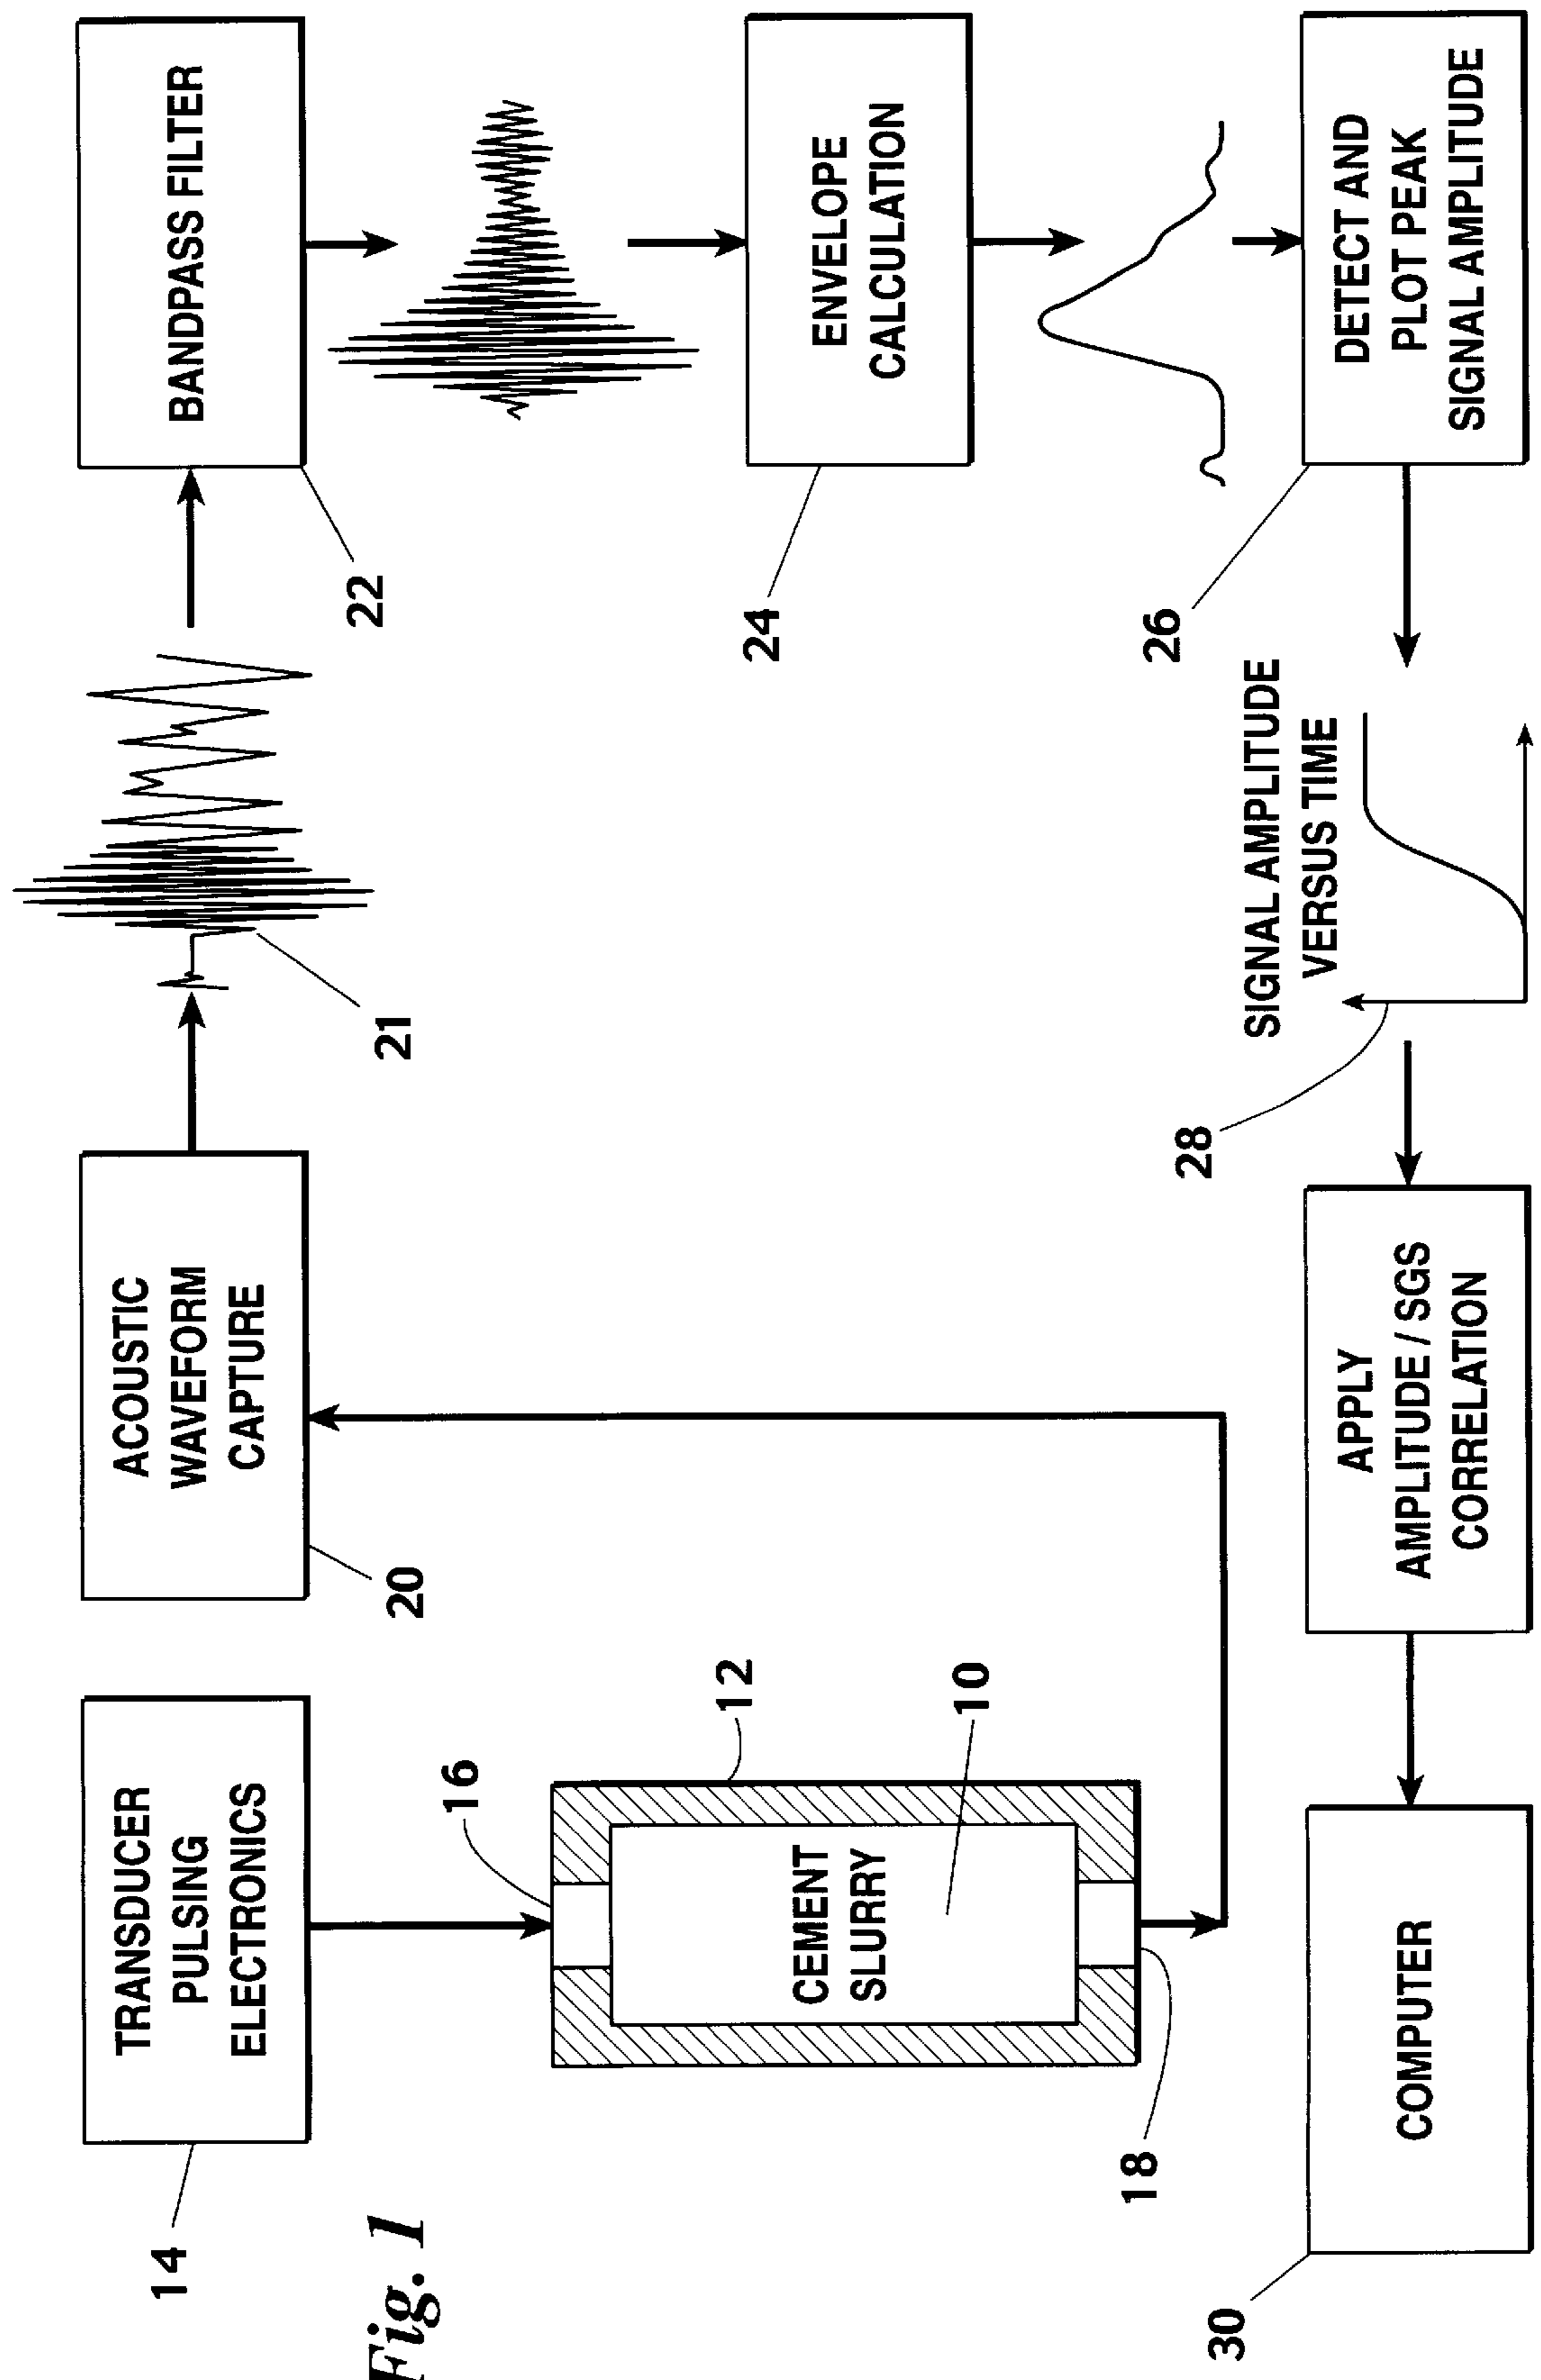 TRANSDUCER
PULSING
ELECTRONICS
14
ACOUSTIC
WAVEFORM
CAPTURE
20
21
BANDPASS FILTER
22
16
12
CEMENT
SLURRY
10
18
ENVELOPE
CALCULATION
24
DETECT AND
PLOT PEAK
SIGNAL AMPLITUDE
26
SIGNAL AMPLITUDE
VERSUS TIME
28
APPLY
AMPLITUDE / SGS
CORRELATION
COMPUTER
30
Fig. 1